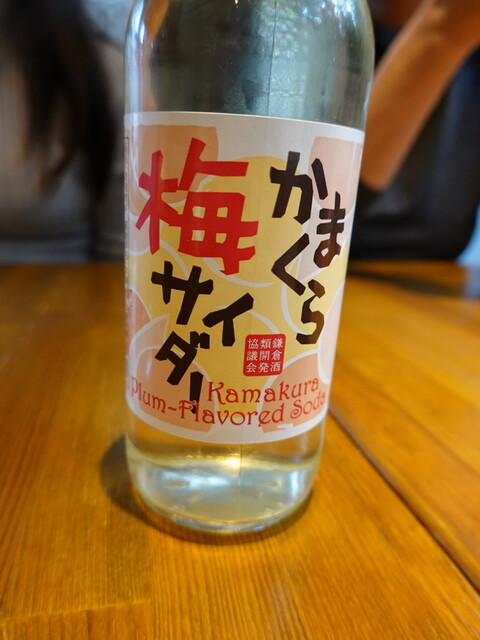 かまくら
梅
サイダー
鎌倉酒
類開発
協議会
Kamakura
Plum-Flavored Soda